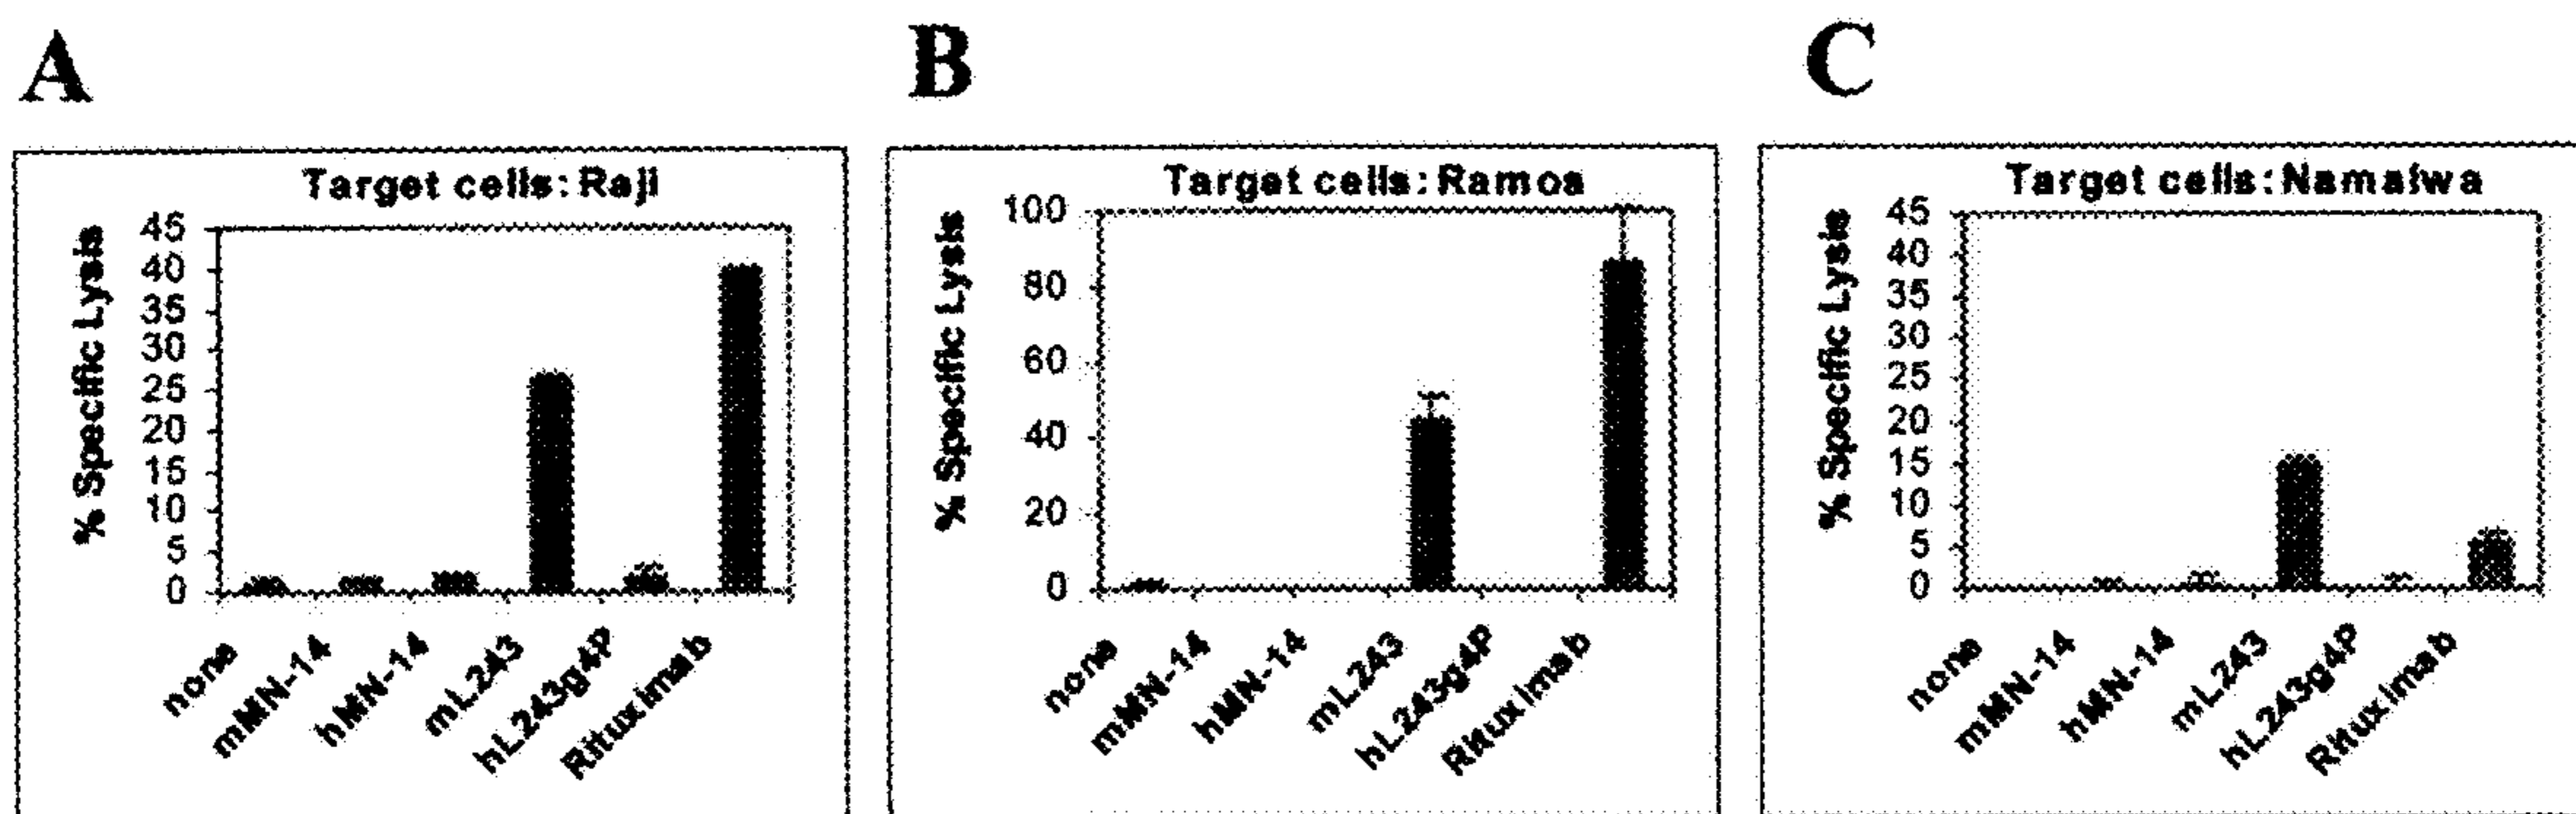 A
B
C
Target cells: Raji
% Specific Lysis
45
40
35
30
25
20
15
10
5
0
none
mMN-14
hMN-14
mL243
hL243g4P
Rituximab
Target cells: Ramos
% Specific Lysis
100
80
60
40
20
0
none
mMN-14
hMN-14
mL243
hL243g4P
Rituximab
Target cells: Namalwa
% Specific Lysis
45
40
35
30
25
20
15
10
5
0
none
mMN-14
hMN-14
mL243
hL243g4P
Rituximab